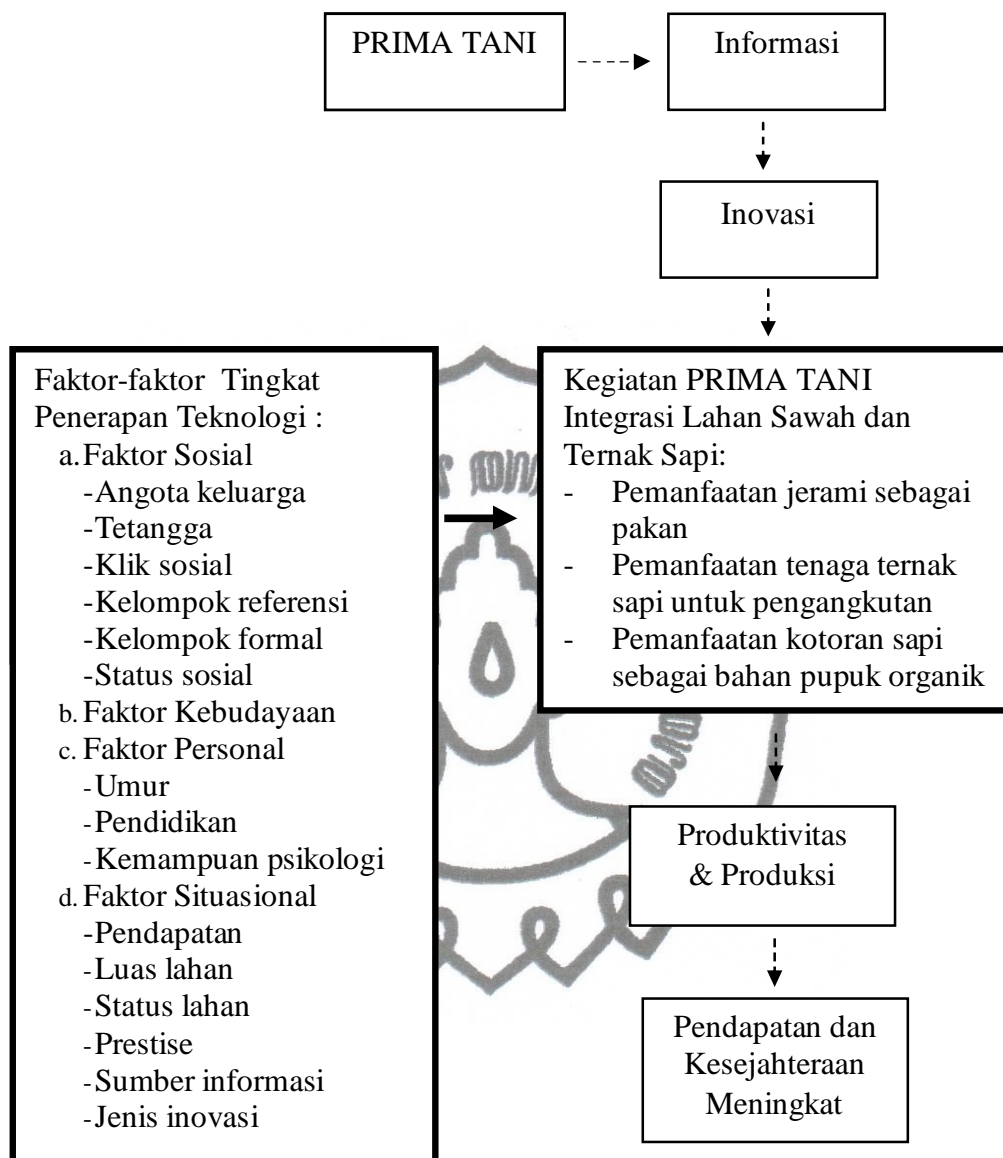 PRIMA TANI
Informasi
Inovasi
Faktor-faktor Tingkat
Penerapan Teknologi :
a. Faktor Sosial
-Angota keluarga
-Tetangga
-Klik sosial
-Kelompok referensi
-Kelompok formal
-Status sosial
b. Faktor Kebudayaan
c. Faktor Personal
-Umur
-Pendidikan
-Kemampuan psikologi
d. Faktor Situasional
-Pendapatan
-Luas lahan
-Status lahan
-Prestise
-Sumber informasi
-Jenis inovasi
Kegiatan PRIMA TANI
Integrasi Lahan Sawah dan
Ternak Sapi:
- Pemanfaatan jerami sebagai
pakan
- Pemanfaatan tenaga ternak
sapi untuk pengangkutan
- Pemanfaatan kotoran sapi
sebagai bahan pupuk organik
Produktivitas
& Produksi
Pendapatan dan
Kesejahteraan
Meningkat